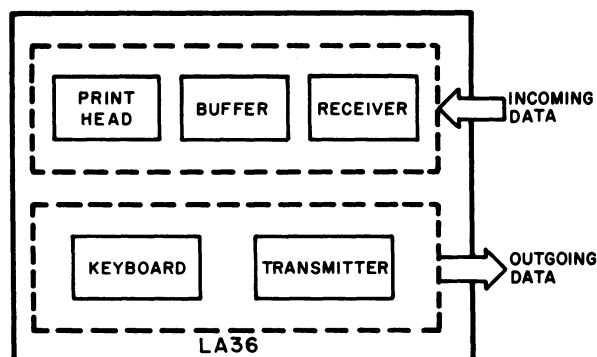 PRINT
HEAD
BUFFER
RECEIVER
INCOMING
DATA
KEYBOARD
TRANSMITTER
OUTGOING
DATA
LA36